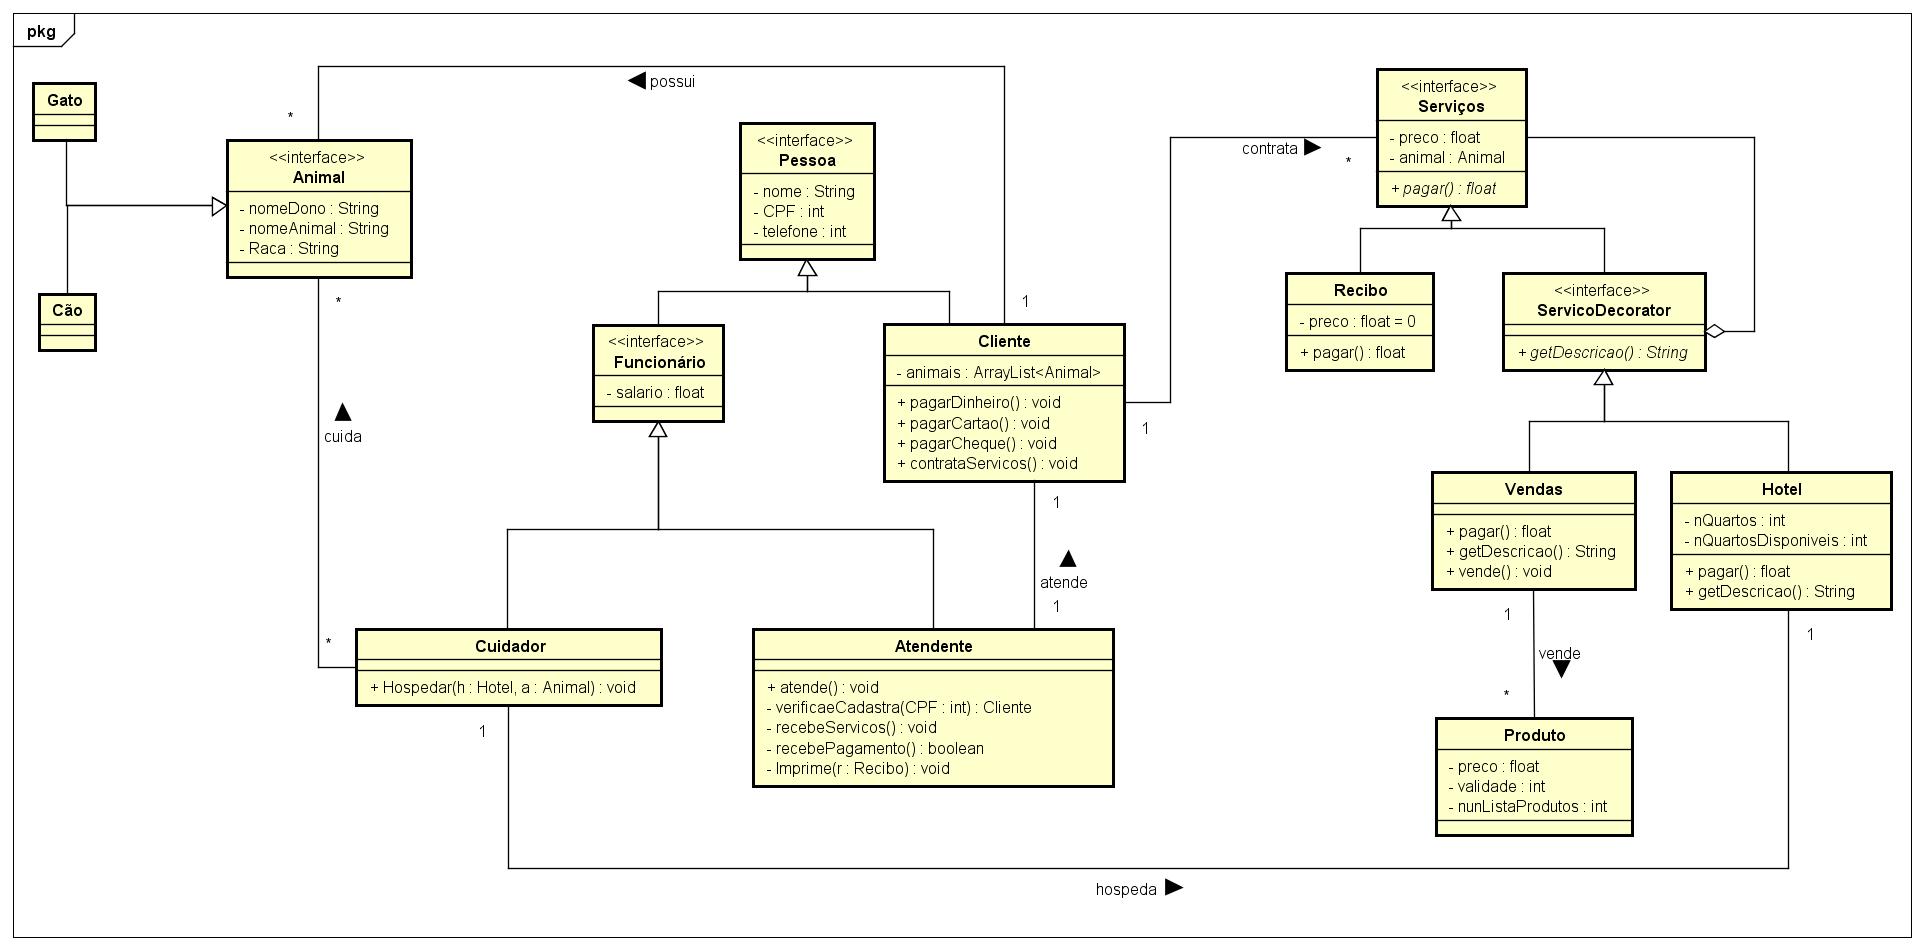 pkg
Gato
possui
*
<<interface>>
Animal
- nomeDono : String
- nomeAnimal : String
- Raca : String
*
Cão
<<interface>>
Pessoa
- nome : String
- CPF : int
- telefone : int
<<interface>>
Serviços
- preco : float
- animal : Animal
+ pagar() : float
contrata
*
Recibo
- preco : float = 0
+ pagar() : float
<<interface>>
ServicoDecorator
+ getDescricao() : String
1
<<interface>>
Funcionário
- salario : float
Cliente
- animais : ArrayList<Animal>
+ pagarDinheiro() : void
+ pagarCartao() : void
+ pagarCheque() : void
+ contrataServicos() : void
1
1
cuida
atende
1
Vendas
+ pagar() : float
+ getDescricao() : String
+ vende() : void
Hotel
- nQuartos : int
- nQuartosDisponiveis : int
+ pagar() : float
+ getDescricao() : String
1
1
vende
*
*
Cuidador
+ Hospedar(h : Hotel, a : Animal) : void
1
Atendente
+ atende() : void
- verificaeCadastra(CPF : int) : Cliente
- recebeServicos() : void
- recebePagamento() : boolean
- Imprime(r : Recibo) : void
Produto
- preco : float
- validade : int
- nunListaProdutos : int
hospeda